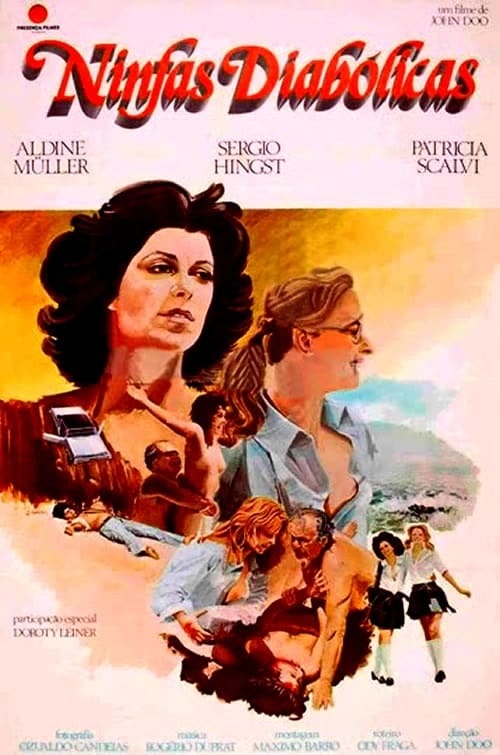 PRESENÇA FILMES
um filme de
JOHN DOO
Ninfas Diabólicas
ALDINE
MÜLLER
SERGIO
HINGST
PATRICIA
SCALVI
participação especial
DOROTY LEINER
fotografia
OZUALDO CANDEIAS
música
ROGÉRIO DUPRAT
montagem
MAXIMO BARRO
roteiro
ODY FRAGA
direção
JOHN DOO